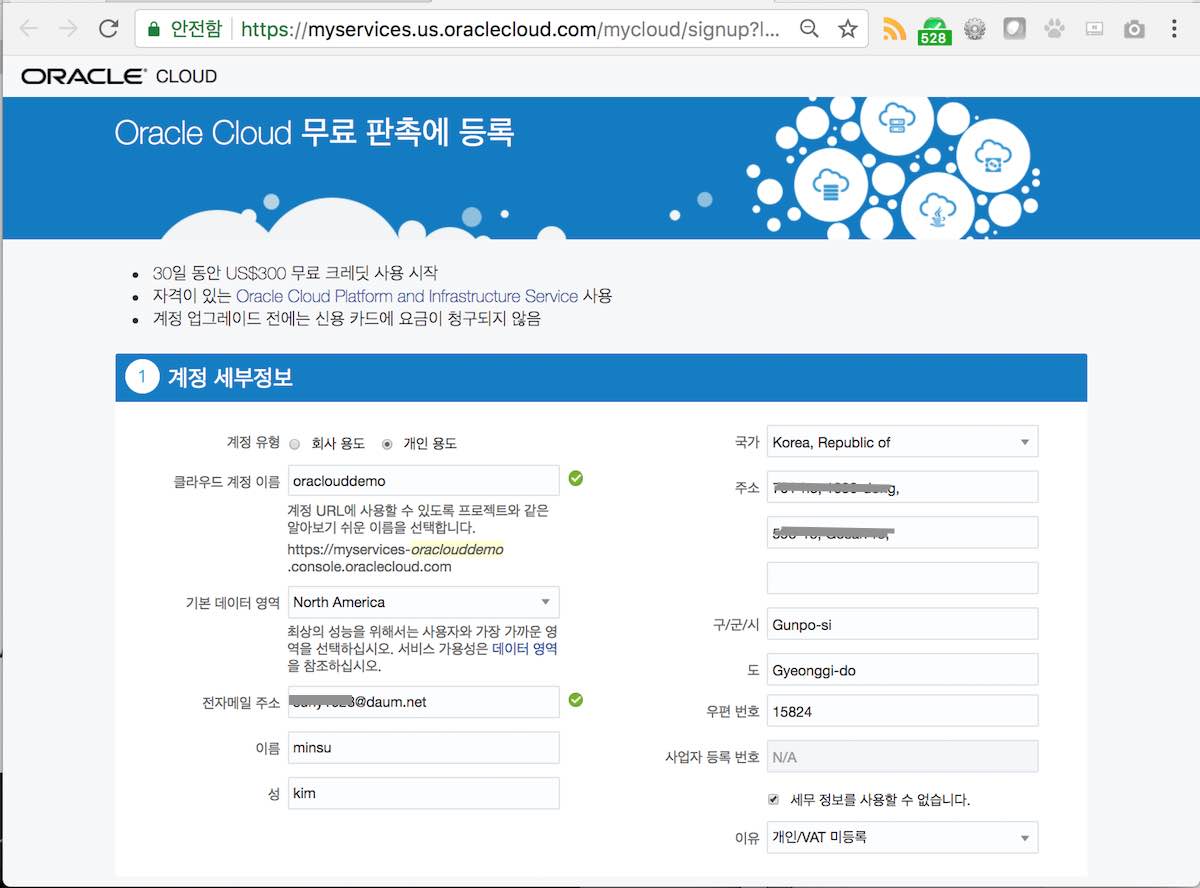 안전함
https://myservices.us.oraclecloud.com/mycloud/signup?l...
528
ORACLE CLOUD
Oracle Cloud 무료 판촉에 등록
30일 동안 US$300 무료 크레딧 사용 시작
자격이 있는 Oracle Cloud Platform and Infrastructure Service 사용
계정 업그레이드 전에는 신용 카드에 요금이 청구되지 않음
1 계정 세부정보
계정 유형 회사 용도 개인 용도
클라우드 계정 이름 oraclouddemo
계정 URL에 사용할 수 있도록 프로젝트와 같은
알아보기 쉬운 이름을 선택합니다.
https://myservices-oraclouddemo
.console.oraclecloud.com
기본 데이터 영역 North America
최상의 성능을 위해서는 사용자와 가장 가까운 영
역을 선택하십시오. 서비스 가용성은 데이터 영역
을 참조하십시오.
전자메일 주소 @daum.net
이름 minsu
성 kim
국가 Korea, Republic of
주소
구/군/시 Gunpo-si
도 Gyeonggi-do
우편 번호 15824
사업자 등록 번호 N/A
세무 정보를 사용할 수 없습니다.
이유 개인/VAT 미등록